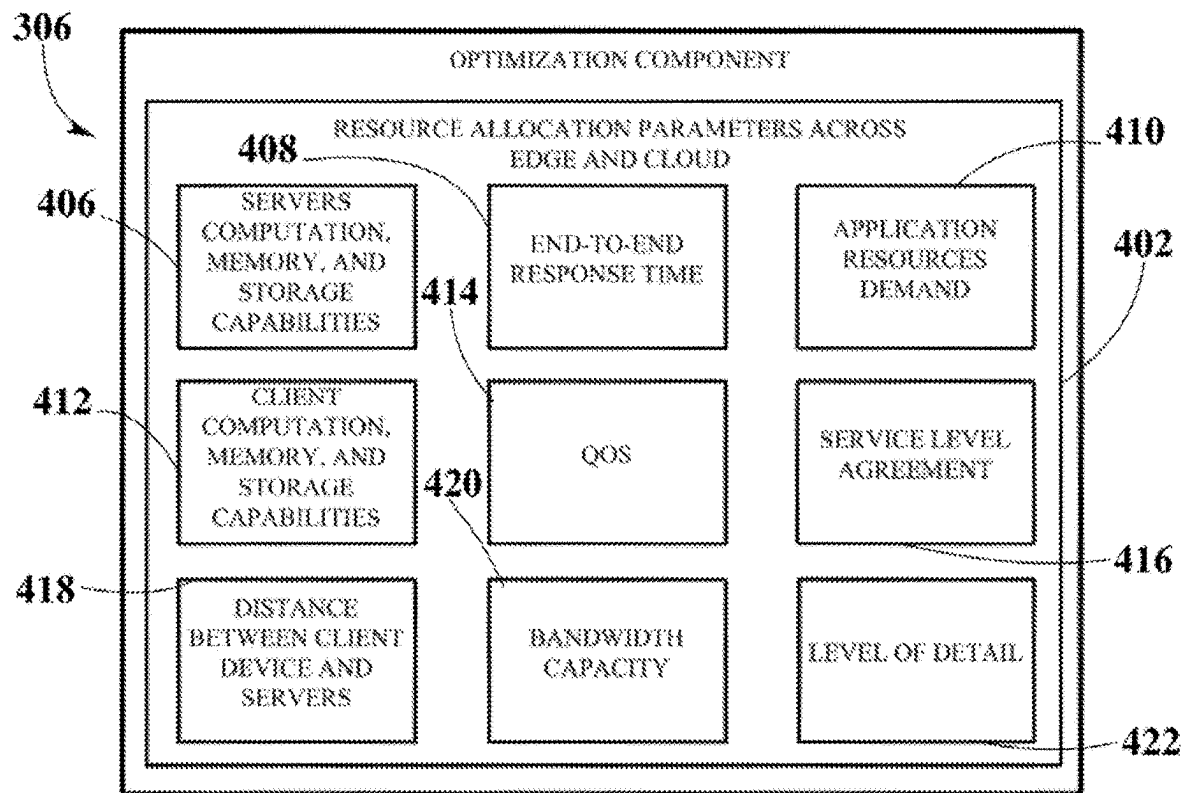 306
OPTIMIZATION COMPONENT
RESOURCE ALLOCATION PARAMETERS ACROSS
EDGE AND CLOUD
408
410
406
SERVERS
COMPUTATION,
MEMORY, AND
STORAGE
CAPABILITIES
END-TO-END
RESPONSE TIME
APPLICATION
RESOURCES
DEMAND
402
414
412
CLIENT
COMPUTATION,
MEMORY, AND
STORAGE
CAPABILITIES
QOS
SERVICE LEVEL
AGREEMENT
420
416
418
DISTANCE
BETWEEN CLIENT
DEVICE AND
SERVERS
BANDWIDTH
CAPACITY
LEVEL OF DETAIL
422